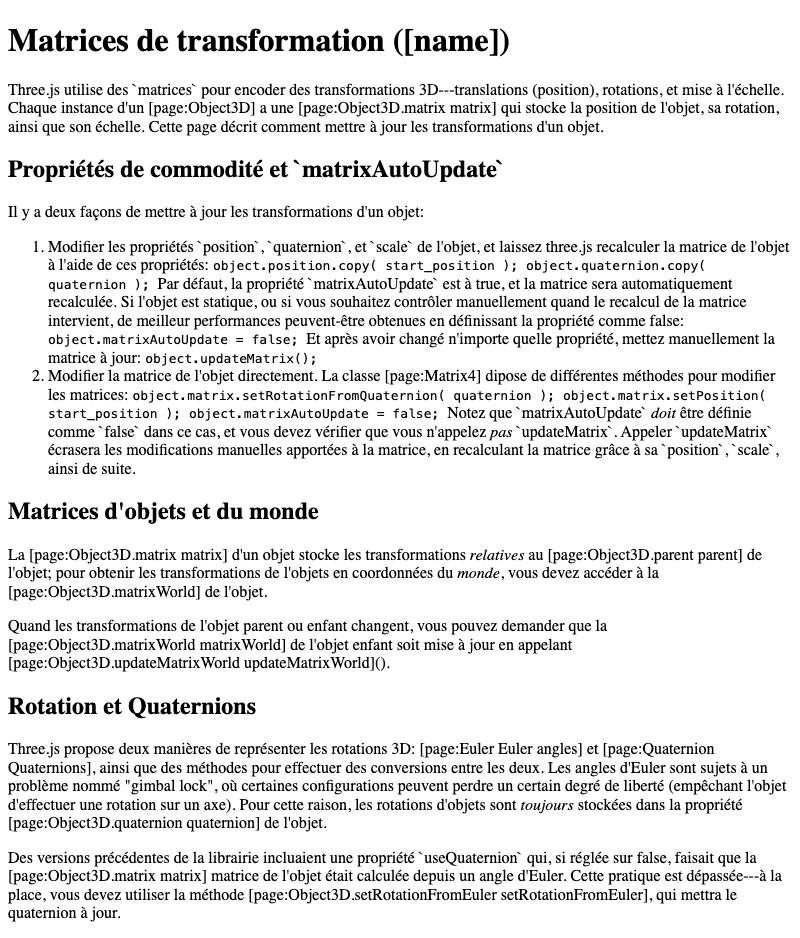 Matrices de transformation ([name])
Three.js utilise des `matrices` pour encoder des transformations 3D---translations (position), rotations, et mise à l'échelle.
Chaque instance d'un [page:Object3D] a une [page:Object3D.matrix matrix] qui stocke la position de l'objet, sa rotation,
ainsi que son échelle. Cette page décrit comment mettre à jour les transformations d'un objet.
Propriétés de commodité et `matrixAutoUpdate`
Il y a deux façons de mettre à jour les transformations d'un objet:
1. Modifier les propriétés `position`, `quaternion`, et `scale` de l'objet, et laissez three.js recalculer la matrice de l'objet
à l'aide de ces propriétés: object.position.copy( start_position ); object.quaternion.copy(
quaternion ); Par défaut, la propriété `matrixAutoUpdate` est à true, et la matrice sera automatiquement
recalculée. Si l'objet est statique, ou si vous souhaitez contrôler manuellement quand le recalcul de la matrice
intervient, de meilleur performances peuvent-être obtenues en définissant la propriété comme false:
object.matrixAutoUpdate = false; Et après avoir changé n'importe quelle propriété, mettez manuellement la
matrice à jour: object.updateMatrix();
2. Modifier la matrice de l'objet directement. La classe [page:Matrix4] dipose de différentes méthodes pour modifier
les matrices: object.matrix.setRotationFromQuaternion( quaternion ); object.matrix.setPosition(
start_position ); object.matrixAutoUpdate = false; Notez que `matrixAutoUpdate` doit être définie
comme `false` dans ce cas, et vous devez vérifier que vous n'appelez pas `updateMatrix`. Appeler `updateMatrix`
écrasera les modifications manuelles apportées à la matrice, en recalculant la matrice grâce à sa `position`, `scale`,
ainsi de suite.
Matrices d'objets et du monde
La [page:Object3D.matrix matrix] d'un objet stocke les transformations relatives au [page:Object3D.parent parent] de
l'objet; pour obtenir les transformations de l'objets en coordonnées du monde, vous devez accéder à la
[page:Object3D.matrixWorld] de l'objet.
Quand les transformations de l'objet parent ou enfant changent, vous pouvez demander que la
[page:Object3D.matrixWorld matrixWorld] de l'objet enfant soit mise à jour en appelant
[page:Object3D.updateMatrixWorld updateMatrixWorld]().
Rotation et Quaternions
Three.js propose deux manières de représenter les rotations 3D: [page:Euler Euler angles] et [page:Quaternion
Quaternions], ainsi que des méthodes pour effectuer des conversions entre les deux. Les angles d'Euler sont sujets à un
problème nommé "gimbal lock", où certaines configurations peuvent perdre un certain degré de liberté (empêchant l'objet
d'effectuer une rotation sur un axe). Pour cette raison, les rotations d'objets sont toujours stockées dans la propriété
[page:Object3D.quaternion quaternion] de l'objet.
Des versions précédentes de la librairie incluaient une propriété `useQuaternion` qui, si réglée sur false, faisait que la
[page:Object3D.matrix matrix] matrice de l'objet était calculée depuis un angle d'Euler. Cette pratique est dépassée---à la
place, vous devez utiliser la méthode [page:Object3D.setRotationFromEuler setRotationFromEuler], qui mettra le
quaternion à jour.